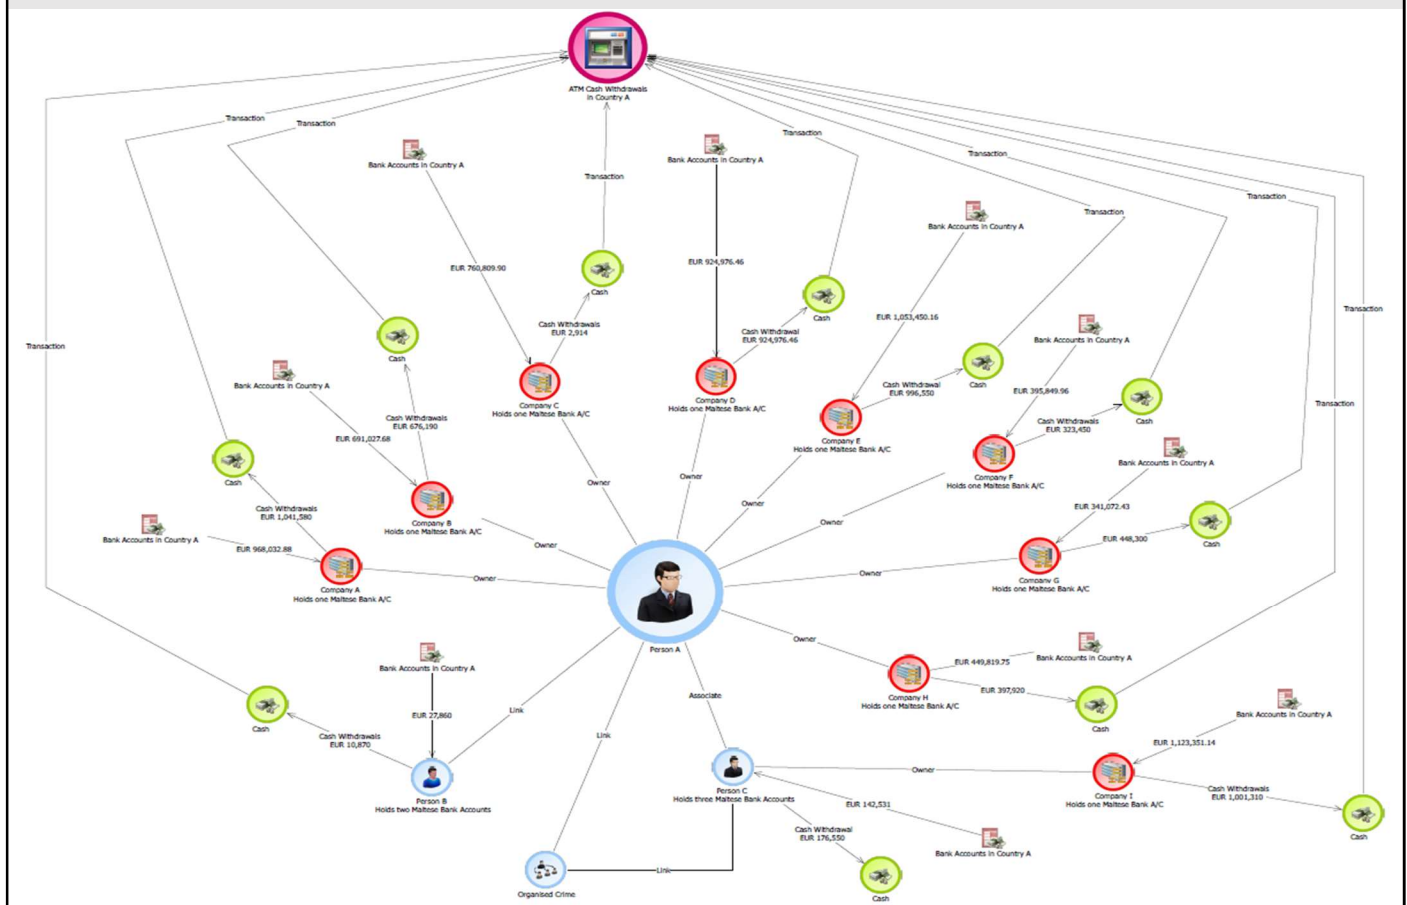 ATM Cash Withdrawals
in Country A
Transaction
Transaction
Transaction
Bank Accounts in Country A
Bank Accounts in Country A
Transaction
Transaction
Transaction
Transaction
Transaction
Bank Accounts in Country A
EUR 760,809.90
EUR 924,976.46
Cash
Cash
EUR 1,053,450.16
Transaction
Transaction
Cash Withdrawals
EUR 2,914
Cash Withdrawal
EUR 924,976.46
Bank Accounts in Country A
Transaction
Cash
Bank Accounts in Country A
Cash Withdrawal
EUR 996,550
Cash
EUR 395,849.96
Company C
Holds one Maltese Bank A/C
Company D
Holds one Maltese Bank A/C
Cash Withdrawals
EUR 676,190
Cash Withdrawals
EUR 323,450
Cash
EUR 691,027.68
Company E
Holds one Maltese Bank A/C
Bank Accounts in Country A
Cash
Owner
Owner
Company F
Holds one Maltese Bank A/C
Owner
EUR 341,072.43
Cash Withdrawals
EUR 1,041,580
Company B
Holds one Maltese Bank A/C
Owner
Bank Accounts in Country A
EUR 968,032.88
Owner
EUR 448,300
Cash
Company A
Holds one Maltese Bank A/C
Owner
Owner
Company G
Holds one Maltese Bank A/C
Person A
Owner
Bank Accounts in Country A
EUR 449,819.75
Bank Accounts in Country A
EUR 397,920
Company H
Holds one Maltese Bank A/C
Associate
Link
EUR 27,860
Cash
Cash Withdrawals
EUR 10,870
Link
Cash
Bank Accounts in Country A
EUR 1,123,351.14
Person B
Holds two Maltese Bank Accounts
Person C
Holds three Maltese Bank Accounts
Owner
Company I
Holds one Maltese Bank A/C
Cash Withdrawals
EUR 1,001,310
EUR 142,531
Cash Withdrawal
EUR 176,550
Cash
Bank Accounts in Country A
Link
Organised Crime
Cash